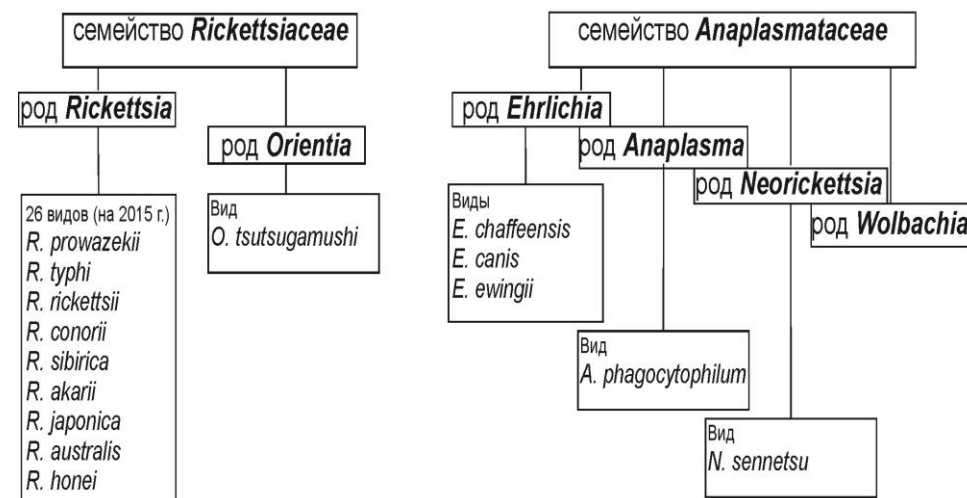 семейство Rickettsiaceae
род Rickettsia
род Orientia
26 видов (на 2015 г.)
R. prowazekii
R. typhi
R. rickettsii
R. conorii
R. sibirica
R. akarii
R. japonica
R. australis
R. honei
Вид
O. tsutsugamushi
семейство Anaplasmataceae
род Ehrlichia
род Anaplasma
род Neorickettsia
род Wolbachia
Виды
E. chaffeensis
E. canis
E. ewingii
Вид
A. phagocytophilum
Вид
N. sennetsu